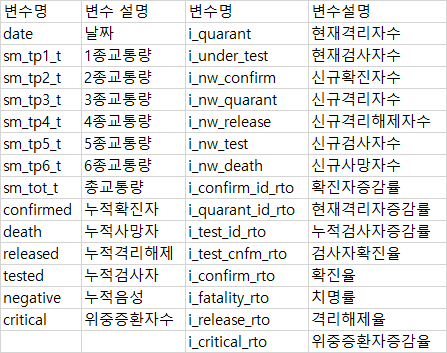 변수명 변수 설명 변수명 변수설명
date 날짜 i_quarant 현재격리자수
sm_tp1_t 1종교통량 i_under_test 현재검사자수
sm_tp2_t 2종교통량 i_nw_confirm 신규확진자수
sm_tp3_t 3종교통량 i_nw_quarant 신규격리자수
sm_tp4_t 4종교통량 i_nw_release 신규격리해제자수
sm_tp5_t 5종교통량 i_nw_test 신규검사자수
sm_tp6_t 6종교통량 i_nw_death 신규사망자수
sm_tot_t 총교통량 i_confirm_id_rto 확진자증감률
confirmed 누적확진자 i_quarant_id_rto 현재격리자증감률
death 누적사망자 i_test_id_rto 누적검사자증감률
released 누적격리해제 i_test_cnfm_rto 검사자확진율
tested 누적검사자 i_confirm_rto 확진율
negative 누적음성 i_fatality_rto 치명률
critical 위중증환자수 i_release_rto 격리해제율
i_critical_rto 위중증환자증감율